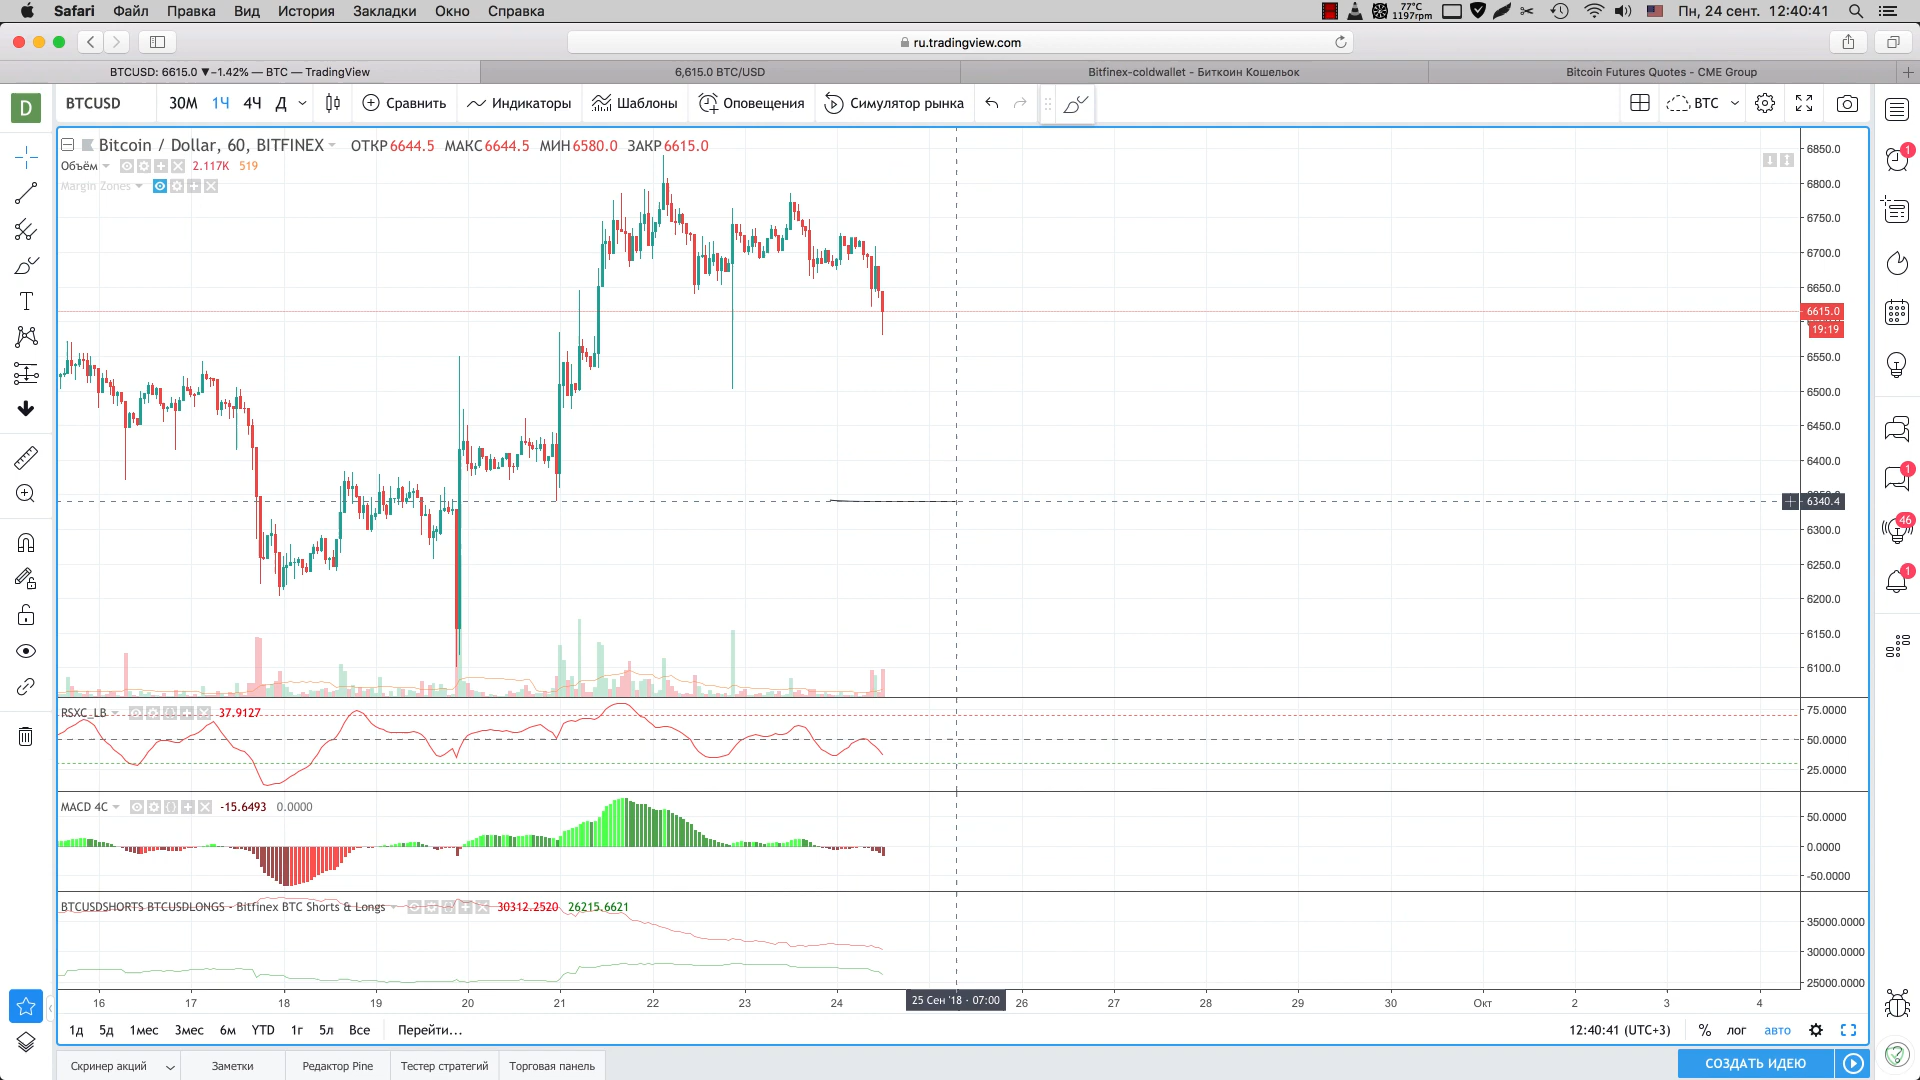 Safari Файл Правка Вид История Закладки Окно Справка
77°C
1197rpm
Пн, 24 сент. 12:40:41
ru.tradingview.com
BTCUSD: 6615.0 ▼−1.42% — BTC — TradingView
6,615.0 BTC/USD
Bitfinex-coldwallet - Биткоин Кошельок
Bitcoin Futures Quotes - CME Group
D
BTCUSD 30М 1Ч 4Ч Д Сравнить Индикаторы Шаблоны Оповещения Симулятор рынка BTC
Bitcoin / Dollar, 60, BITFINEX ОТКР 6644.5 МАКС 6644.5 МИН 6580.0 ЗАКР 6615.0
Объём 2.117K 519
Margin Zones
6850.0
6800.0
6750.0
6700.0
6650.0
6615.0
19:19
6550.0
6500.0
6450.0
6400.0
6340.4
6300.0
6250.0
6200.0
6150.0
6100.0
RSXC_LB 37.9127
75.0000
50.0000
25.0000
MACD 4C -15.6493 0.0000
50.0000
0.0000
-50.0000
BTCUSDSHORTS BTCUSDLONGS - Bitfinex BTC Shorts & Longs 30312.2520 26215.6621
35000.0000
30000.0000
25000.0000
16 17 18 19 20 21 22 23 24 25 Сен '18 - 07:00 26 27 28 29 30 Окт 2 3 4
1д 5д 1мес 3мес 6м YTD 1г 5л Все Перейти...
12:40:41 (UTC+3) % лог авто
Скринер акций Заметки Редактор Pine Тестер стратегий Торговая панель
СОЗДАТЬ ИДЕЮ
1
1
46
1